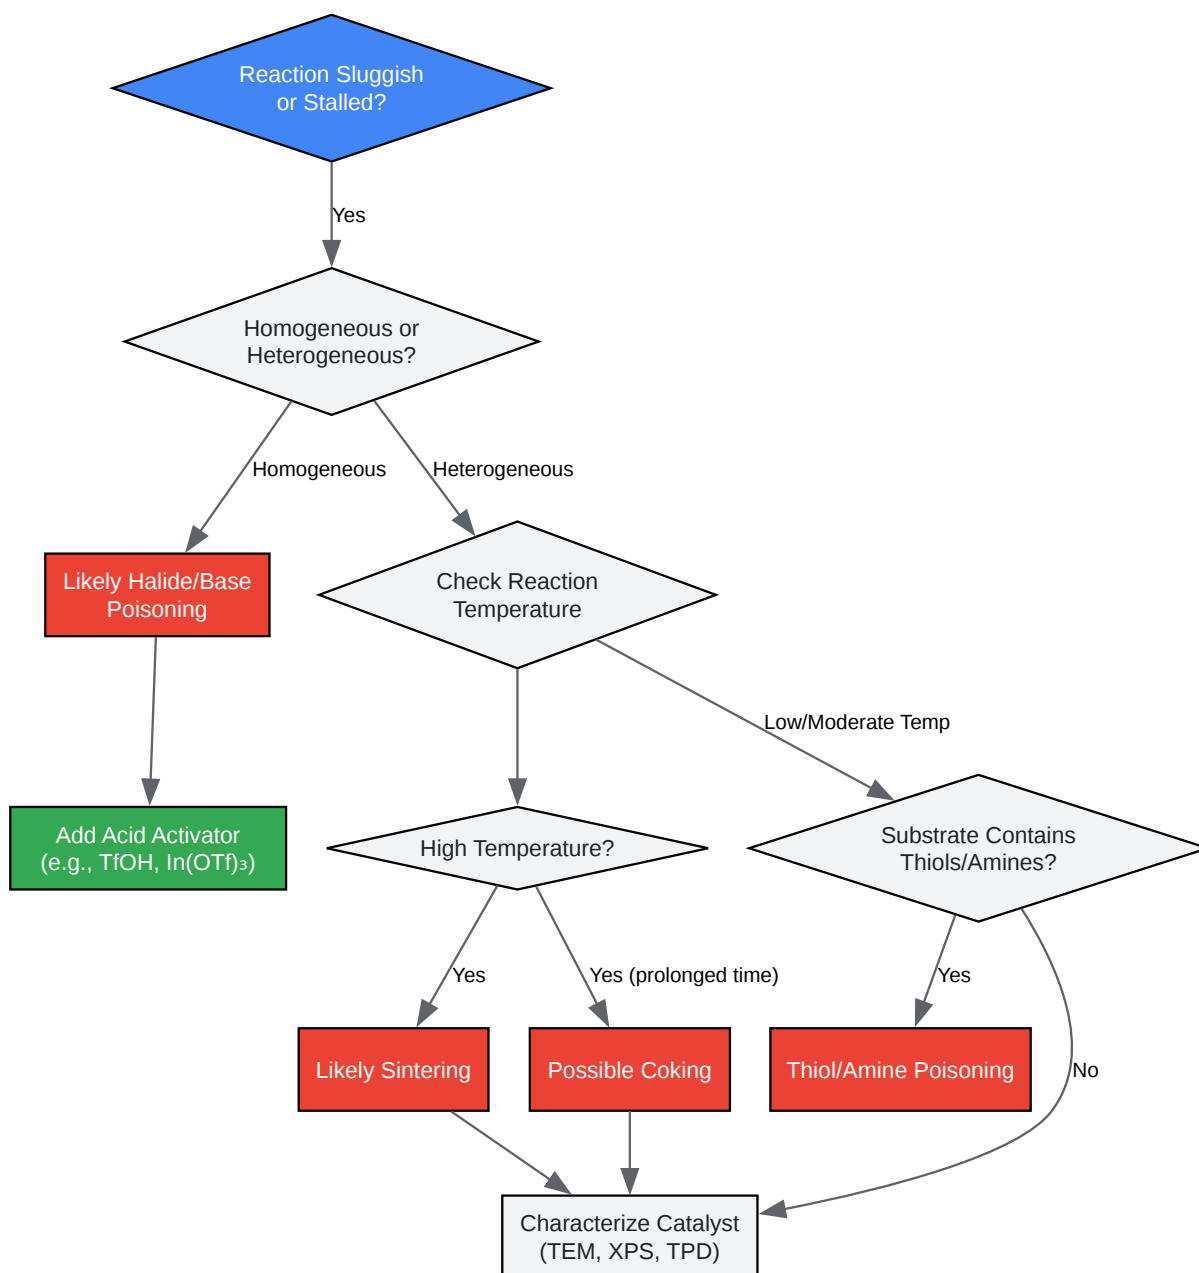 Reaction Sluggish
or Stalled?
Yes
Homogeneous or
Heterogeneous?
Homogeneous
Heterogeneous
Likely Halide/Base
Poisoning
Check Reaction
Temperature
Low/Moderate Temp
Add Acid Activator
(e.g., TfOH, In(OTf)₃)
High Temperature?
Substrate Contains
Thiols/Amines?
Yes
Yes (prolonged time)
Yes
Likely Sintering
Possible Coking
Thiol/Amine Poisoning
No
Characterize Catalyst
(TEM, XPS, TPD)